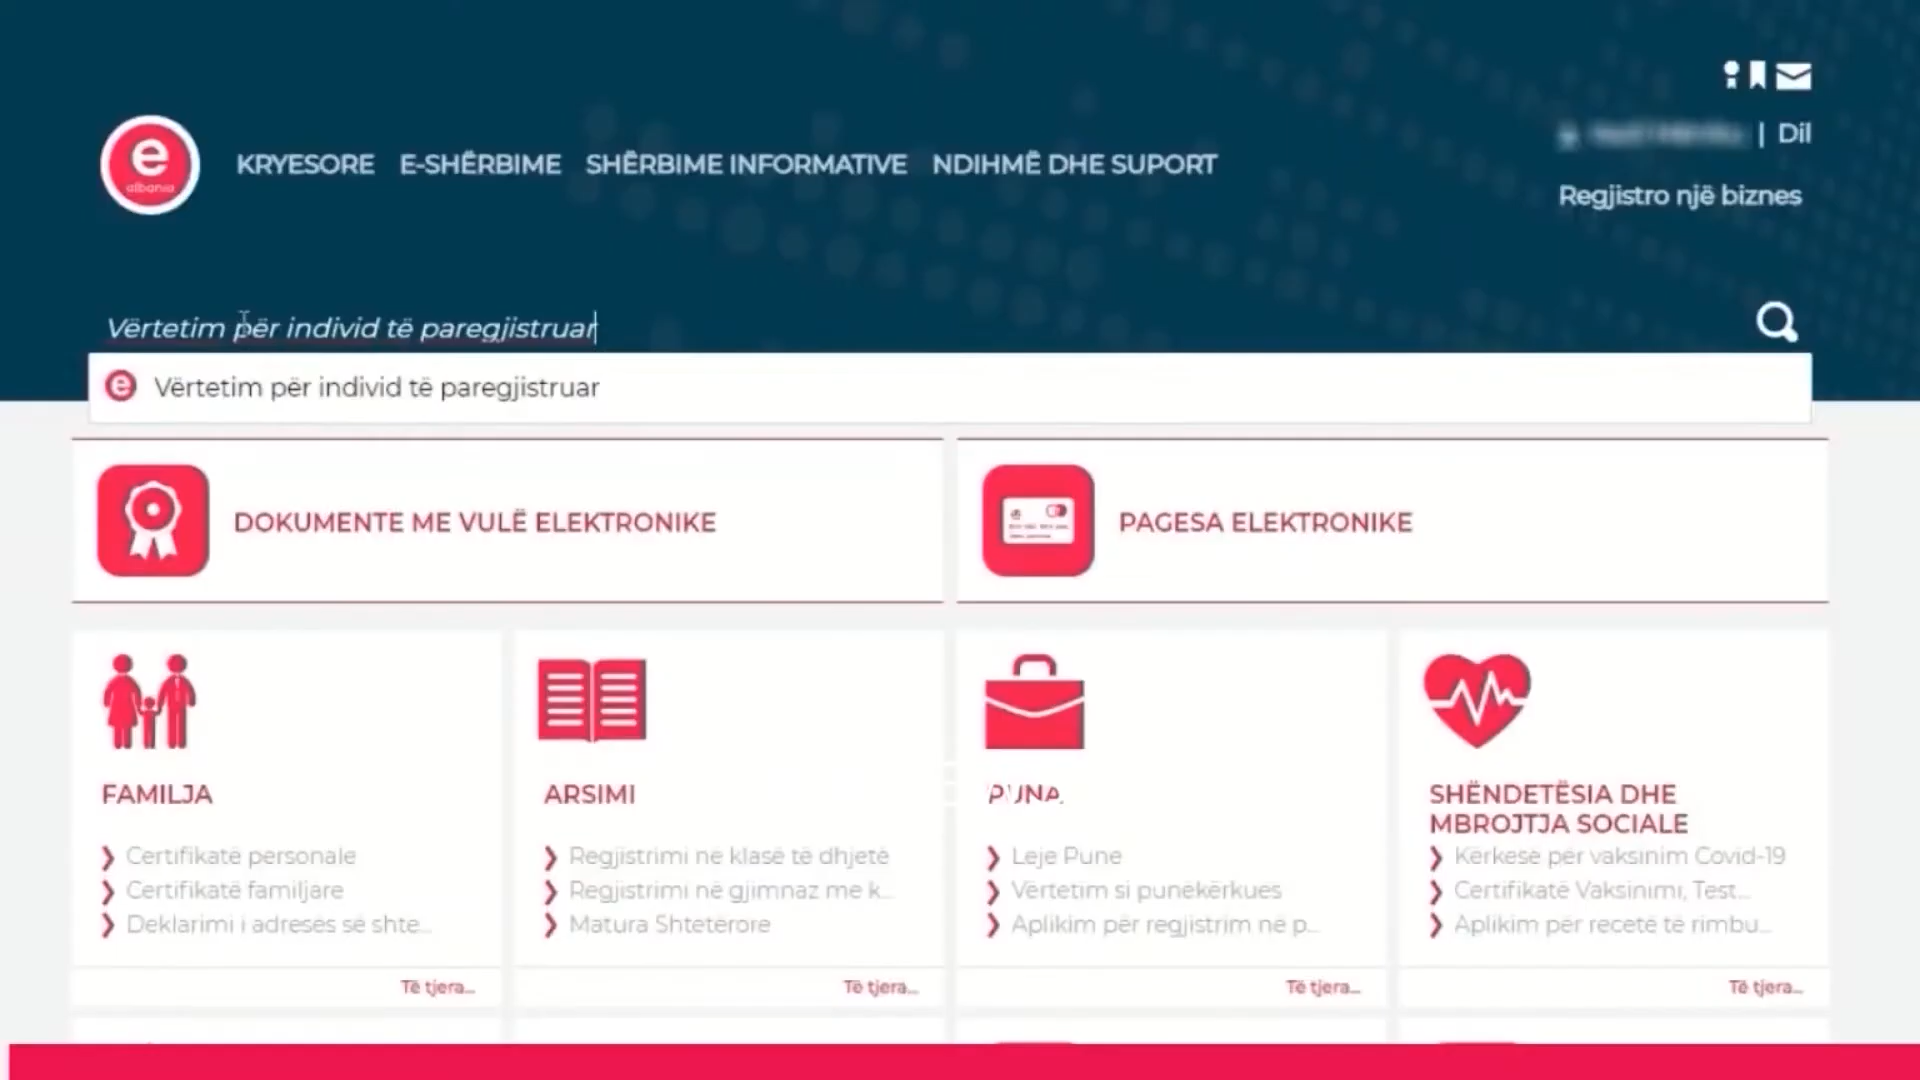 e
albania
KRYESORE E-SHËRBIME SHËRBIME INFORMATIVE NDIHMË DHE SUPORT
| Dil
Regjistro një biznes
Vërtetim për individ të paregjistruar
e Vërtetim për individ të paregjistruar
DOKUMENTE ME VULË ELEKTRONIKE
PAGESA ELEKTRONIKE
FAMILJA
Certifikatë personale
Certifikatë familjare
Deklarimi i adresës së shte...
Të tjera...
ARSIMI
Regjistrimi në klasë të dhjetë
Regjistrimi në gjimnaz me k...
Matura Shtetërore
Të tjera...
PUNA
Leje Pune
Vërtetim si punëkërkues
Aplikim për regjistrim në p...
Të tjera...
SHËNDETËSIA DHE
MBROJTJA SOCIALE
Kërkesë për vaksinim Covid-19
Certifikatë Vaksinimi, Test...
Aplikim për recetë të rimbu...
Të tjera...